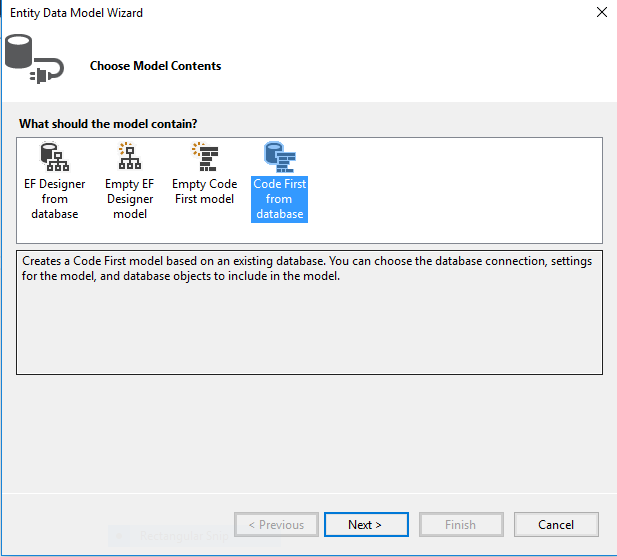 Entity Data Model Wizard
Choose Model Contents
What should the model contain?
EF Designer
from
database
Empty EF
Designer
model
Empty Code
First model
Code First
from
database
Creates a Code First model based on an existing database. You can choose the database connection, settings
for the model, and database objects to include in the model.
< Previous
Next >
Finish
Cancel